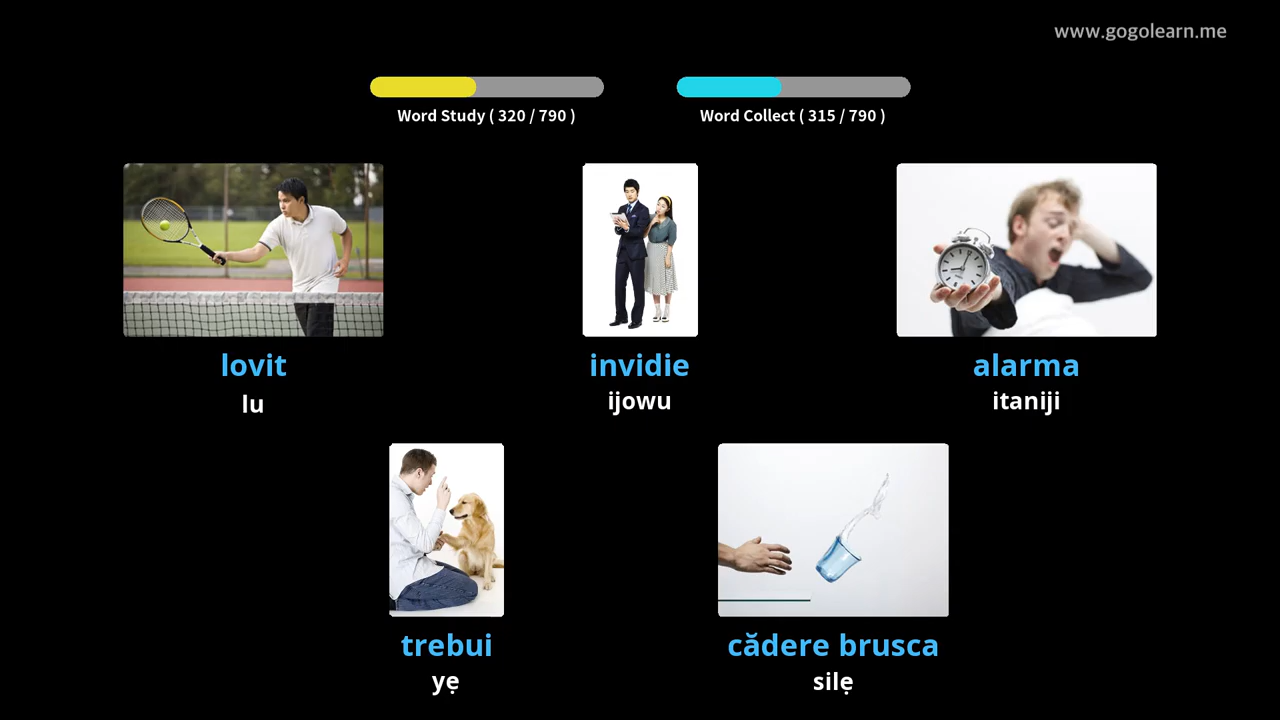 www.gogolearn.me
Word Study ( 320 / 790 )
Word Collect ( 315 / 790 )
lovit
lu
invidie
ijowu
alarma
itaniji
trebui
yẹ
cădere brusca
silẹ